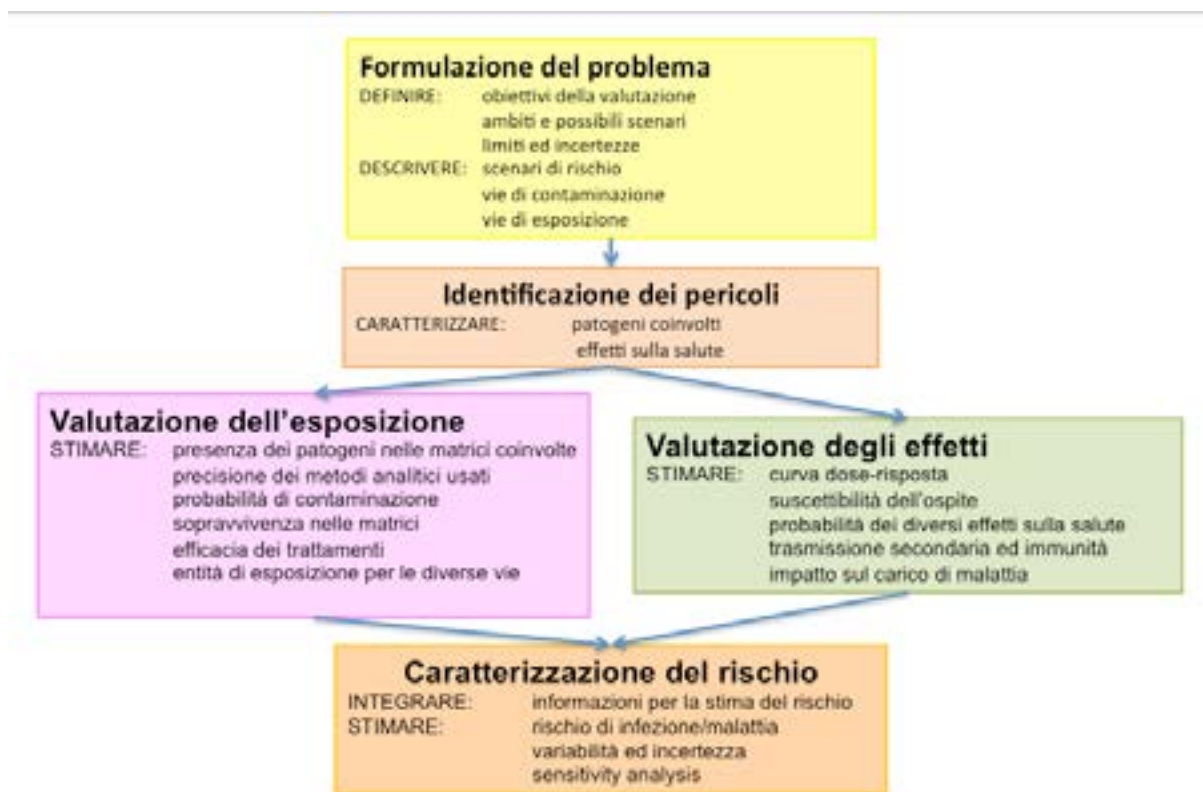 Formulazione del problema
DEFINIRE: obiettivi della valutazione
ambiti e possibili scenari
limiti ed incertezze
DESCRIVERE: scenari di rischio
vie di contaminazione
vie di esposizione
Identificazione dei pericoli
CARATTERIZZARE: patogeni coinvolti
effetti sulla salute
Valutazione dell'esposizione
STIMARE: presenza dei patogeni nelle matrici coinvolte
precisione dei metodi analitici usati
probabilità di contaminazione
sopravvivenza nelle matrici
efficacia dei trattamenti
entità di esposizione per le diverse vie
Valutazione degli effetti
STIMARE: curva dose-risposta
suscettibilità dell'ospite
probabilità dei diversi effetti sulla salute
trasmissione secondaria ed immunità
impatto sul carico di malattia
Caratterizzazione del rischio
INTEGRARE: informazioni per la stima del rischio
STIMARE: rischio di infezione/malattia
variabilità ed incertezza
sensitivity analysis